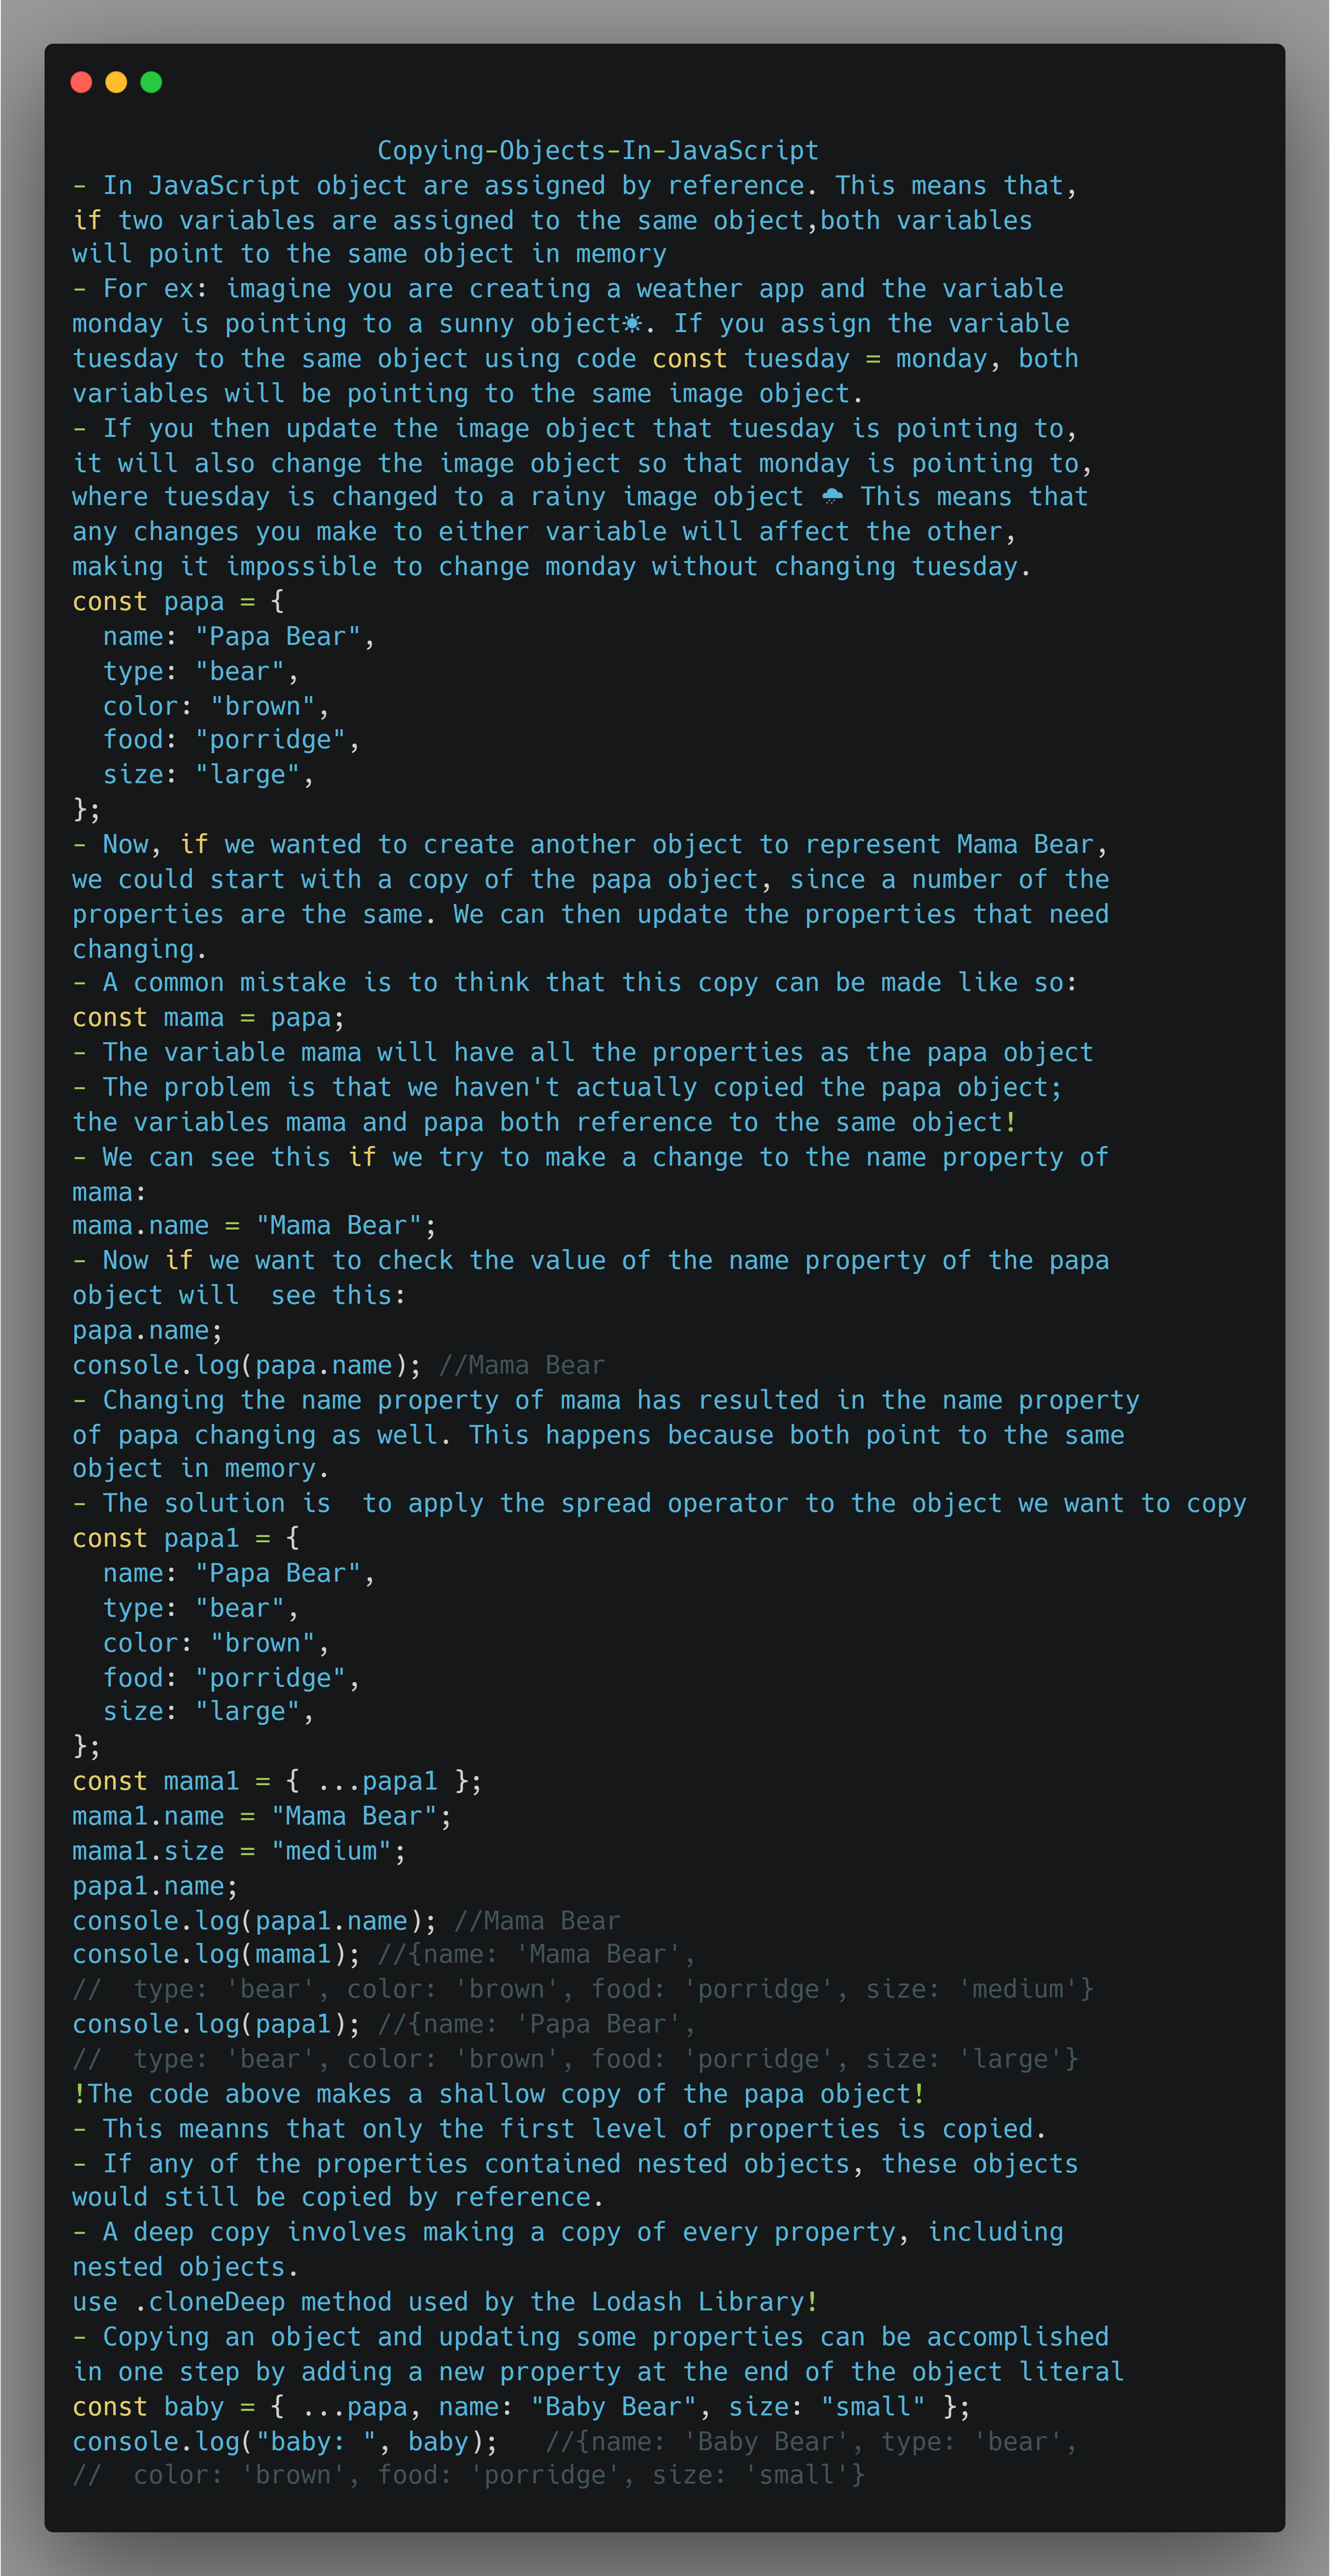 Copying-Objects-In-JavaScript
- In JavaScript object are assigned by reference. This means that,
if two variables are assigned to the same object,both variables
will point to the same object in memory
- For ex: imagine you are creating a weather app and the variable
monday is pointing to a sunny object☀. If you assign the variable
tuesday to the same object using code const tuesday = monday, both
variables will be pointing to the same image object.
- If you then update the image object that tuesday is pointing to,
it will also change the image object so that monday is pointing to,
where tuesday is changed to a rainy image object 🌧 This means that
any changes you make to either variable will affect the other,
making it impossible to change monday without changing tuesday.
const papa = {
  name: "Papa Bear",
  type: "bear",
  color: "brown",
  food: "porridge",
  size: "large",
};
- Now, if we wanted to create another object to represent Mama Bear,
we could start with a copy of the papa object, since a number of the
properties are the same. We can then update the properties that need
changing.
- A common mistake is to think that this copy can be made like so:
const mama = papa;
- The variable mama will have all the properties as the papa object
- The problem is that we haven't actually copied the papa object;
the variables mama and papa both reference to the same object!
- We can see this if we try to make a change to the name property of
mama:
mama.name = "Mama Bear";
- Now if we want to check the value of the name property of the papa
object will  see this:
papa.name;
console.log(papa.name); //Mama Bear
- Changing the name property of mama has resulted in the name property
of papa changing as well. This happens because both point to the same
object in memory.
- The solution is  to apply the spread operator to the object we want to copy
const papa1 = {
  name: "Papa Bear",
  type: "bear",
  color: "brown",
  food: "porridge",
  size: "large",
};
const mama1 = { ...papa1 };
mama1.name = "Mama Bear";
mama1.size = "medium";
papa1.name;
console.log(papa1.name); //Mama Bear
console.log(mama1); //{name: 'Mama Bear',
//  type: 'bear', color: 'brown', food: 'porridge', size: 'medium'}
console.log(papa1); //{name: 'Papa Bear',
//  type: 'bear', color: 'brown', food: 'porridge', size: 'large'}
!The code above makes a shallow copy of the papa object!
- This meanns that only the first level of properties is copied.
- If any of the properties contained nested objects, these objects
would still be copied by reference.
- A deep copy involves making a copy of every property, including
nested objects.
use .cloneDeep method used by the Lodash Library!
- Copying an object and updating some properties can be accomplished
in one step by adding a new property at the end of the object literal
const baby = { ...papa, name: "Baby Bear", size: "small" };
console.log("baby: ", baby);   //{name: 'Baby Bear', type: 'bear',
//  color: 'brown', food: 'porridge', size: 'small'}